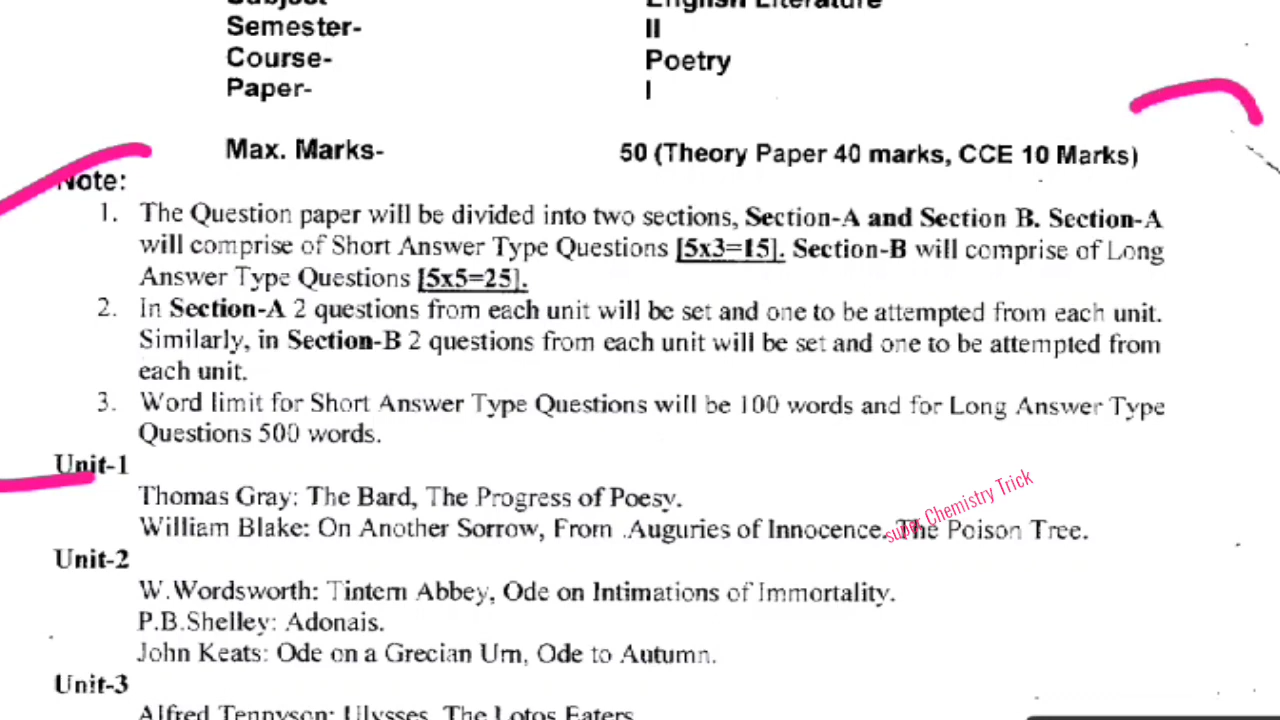 Subject English Literature
Semester- II
Course- Poetry
Paper- I
Max. Marks- 50 (Theory Paper 40 marks, CCE 10 Marks)
Note:
1. The Question paper will be divided into two sections, Section-A and Section B. Section-A
will comprise of Short Answer Type Questions [5x3=15]. Section-B will comprise of Long
Answer Type Questions [5x5=25].
2. In Section-A 2 questions from each unit will be set and one to be attempted from each unit.
Similarly, in Section-B 2 questions from each unit will be set and one to be attempted from
each unit.
3. Word limit for Short Answer Type Questions will be 100 words and for Long Answer Type
Questions 500 words.
Unit-1
Thomas Gray: The Bard, The Progress of Poesy.
William Blake: On Another Sorrow, From .Auguries of Innocence. The Poison Tree.
super Chemistry Trick
Unit-2
W.Wordsworth: Tintern Abbey, Ode on Intimations of Immortality.
P.B.Shelley: Adonais.
John Keats: Ode on a Grecian Urn, Ode to Autumn.
Unit-3
Alfred Tennyson: Ulysses, The Lotos Eaters